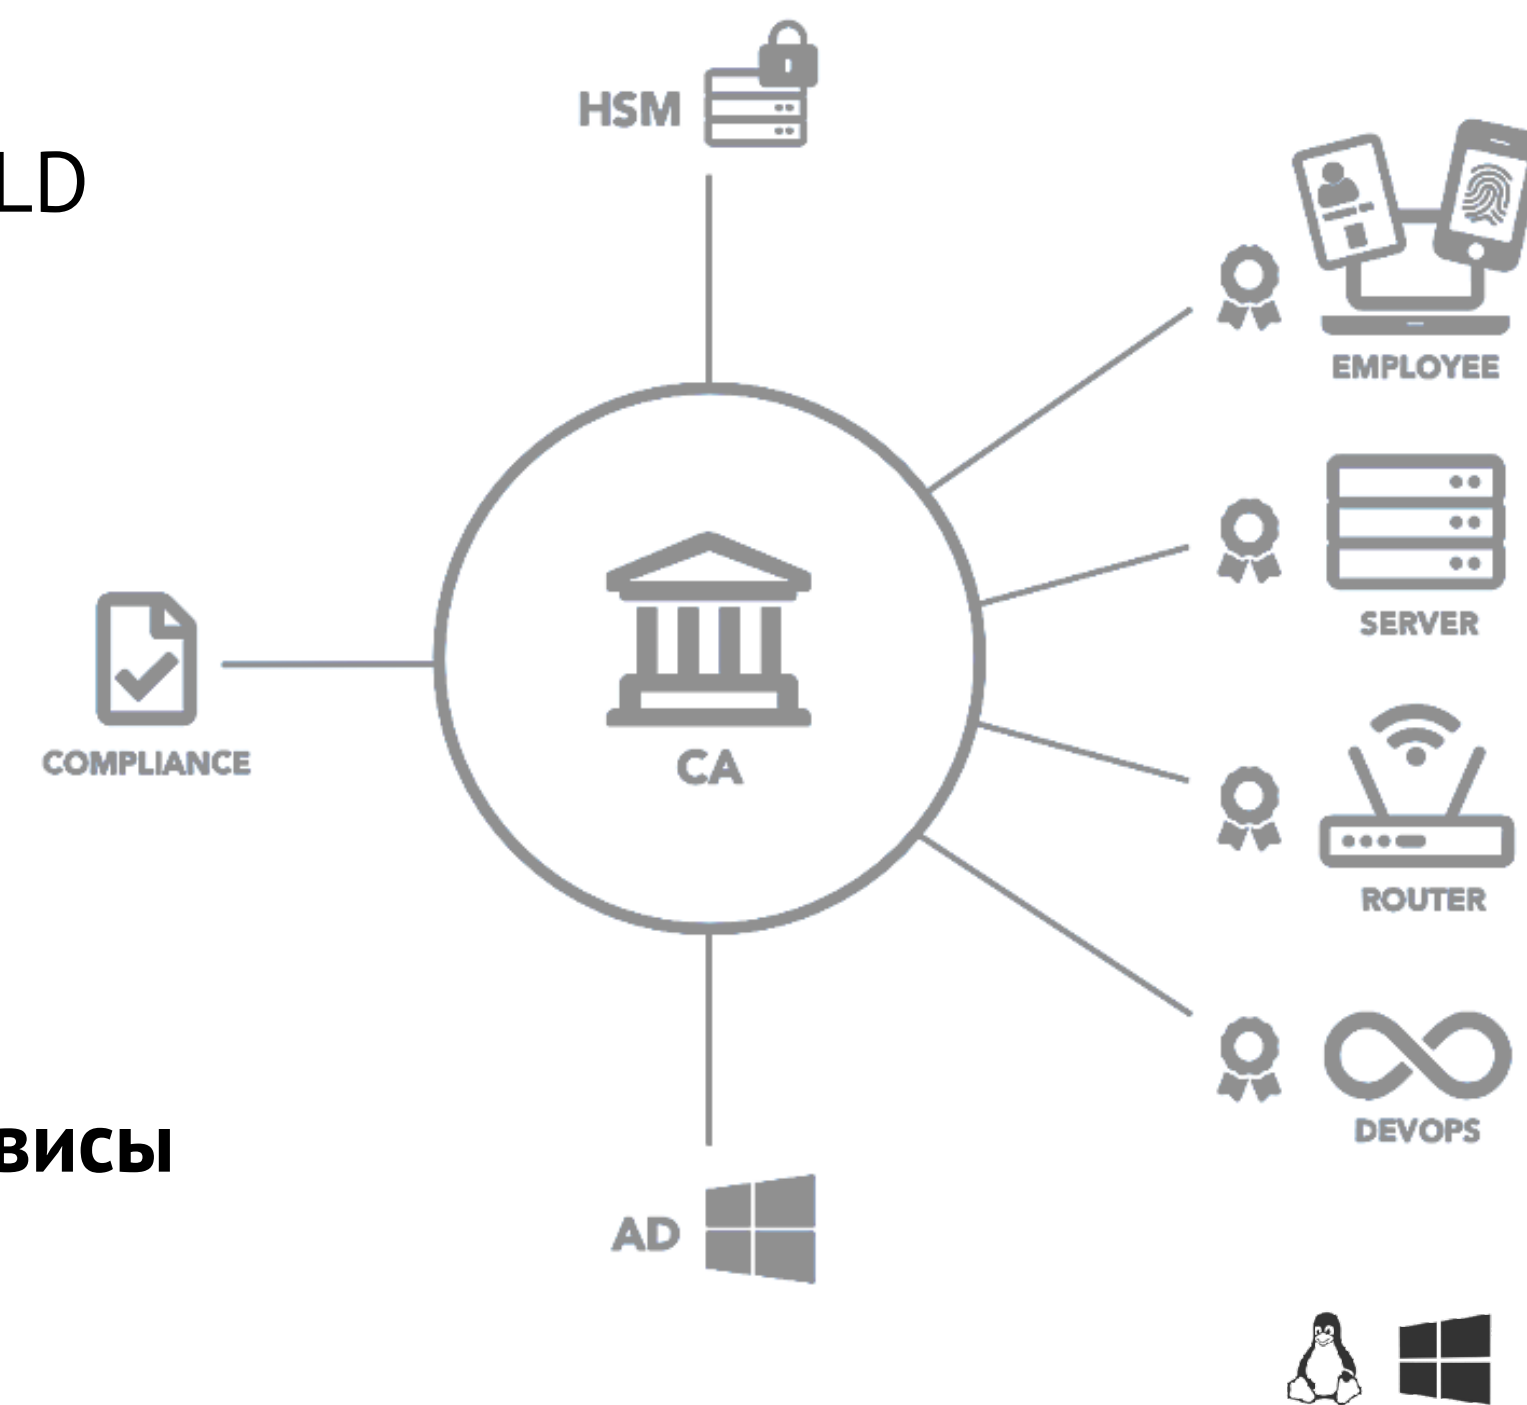 HSM
LD
EMPLOYEE
SERVER
COMPLIANCE
CA
ROUTER
висы
DEVOPS
AD